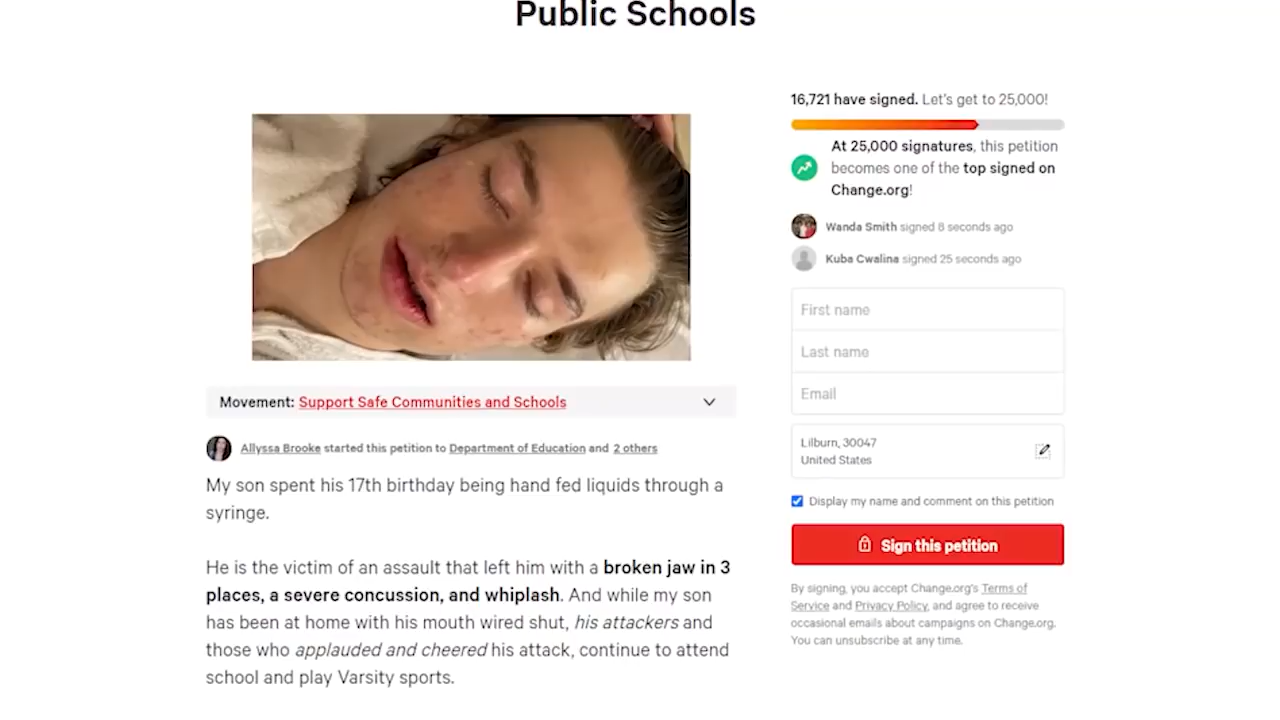 Public Schools
16,721 have signed. Let's get to 25,000!
At 25,000 signatures, this petition
becomes one of the top signed on
Change.org!
Wanda Smith signed 8 seconds ago
Kuba Cwalina signed 25 seconds ago
First name
Last name
Email
Lilburn, 30047
United States
Display my name and comment on this petition
Sign this petition
By signing, you accept Change.org's Terms of
Service and Privacy Policy, and agree to receive
occasional emails about campaigns on Change.org.
You can unsubscribe at any time.
Movement: Support Safe Communities and Schools
Allyssa Brooke started this petition to Department of Education and 2 others
My son spent his 17th birthday being hand fed liquids through a
syringe.
He is the victim of an assault that left him with a broken jaw in 3
places, a severe concussion, and whiplash. And while my son
has been at home with his mouth wired shut, his attackers and
those who applauded and cheered his attack, continue to attend
school and play Varsity sports.